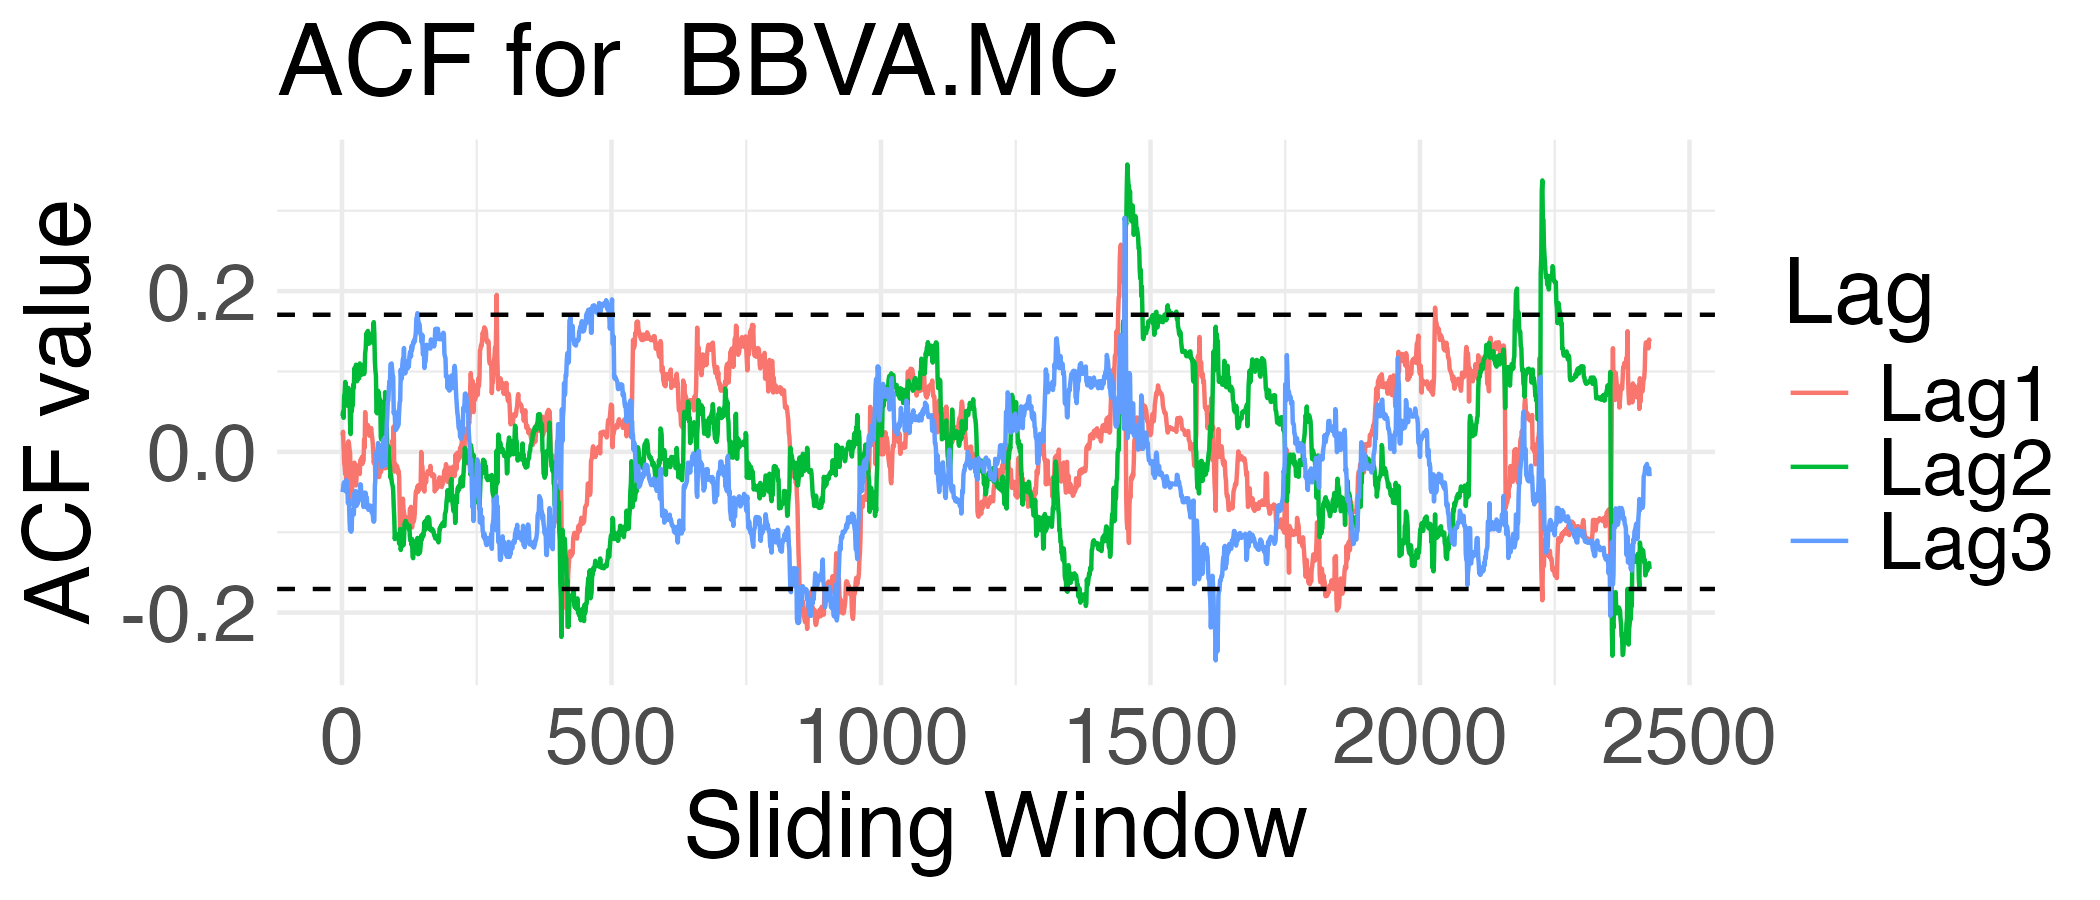 ACF for  BBVA.MC
ACF value
0.2
0.0
-0.2
0
500
1000
1500
2000
2500
Sliding Window
Lag
Lag1
Lag2
Lag3